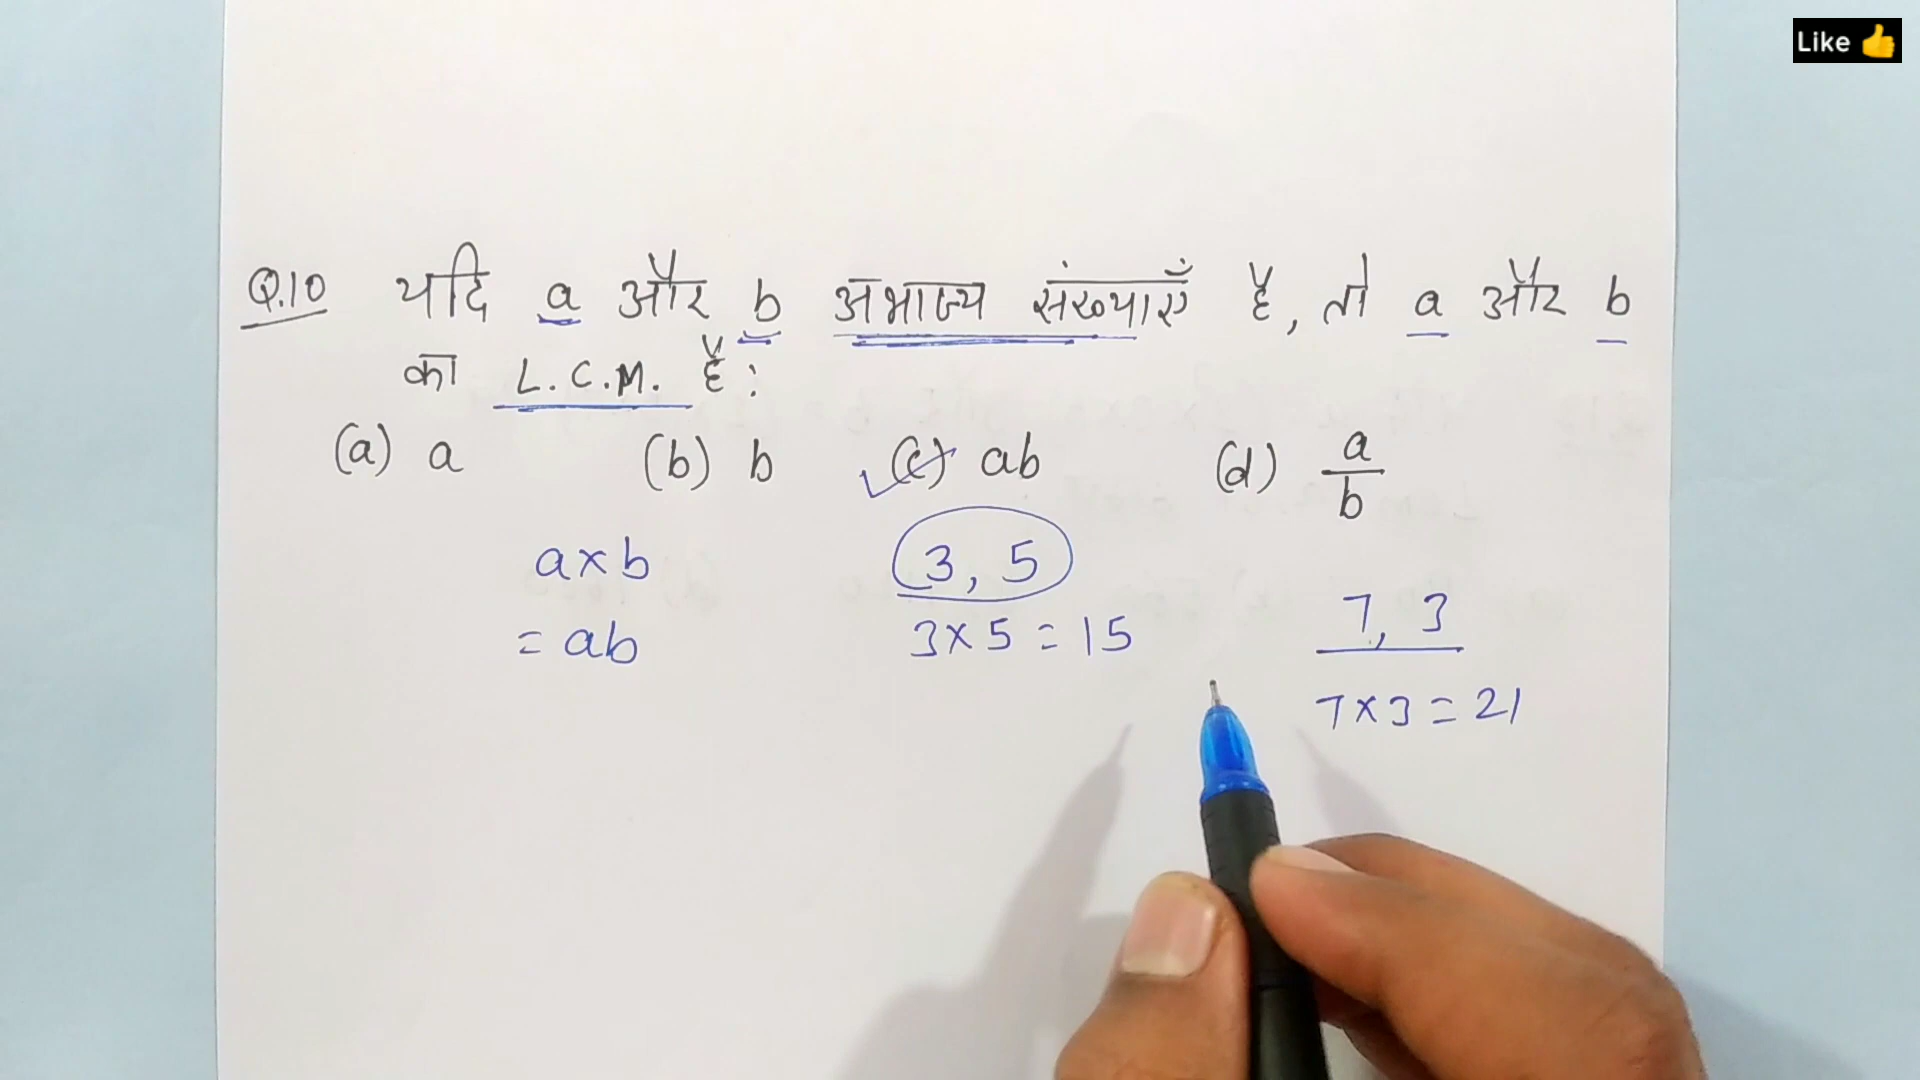 Like 👍
Q.10 यदि a और b अभाज्य संख्याएँ है, तो a और b
का L.C.M. है:
(a) a (b) b (c) ab (d) a/b
a×b
= ab
3, 5
3×5=15
7, 3
7×3=21